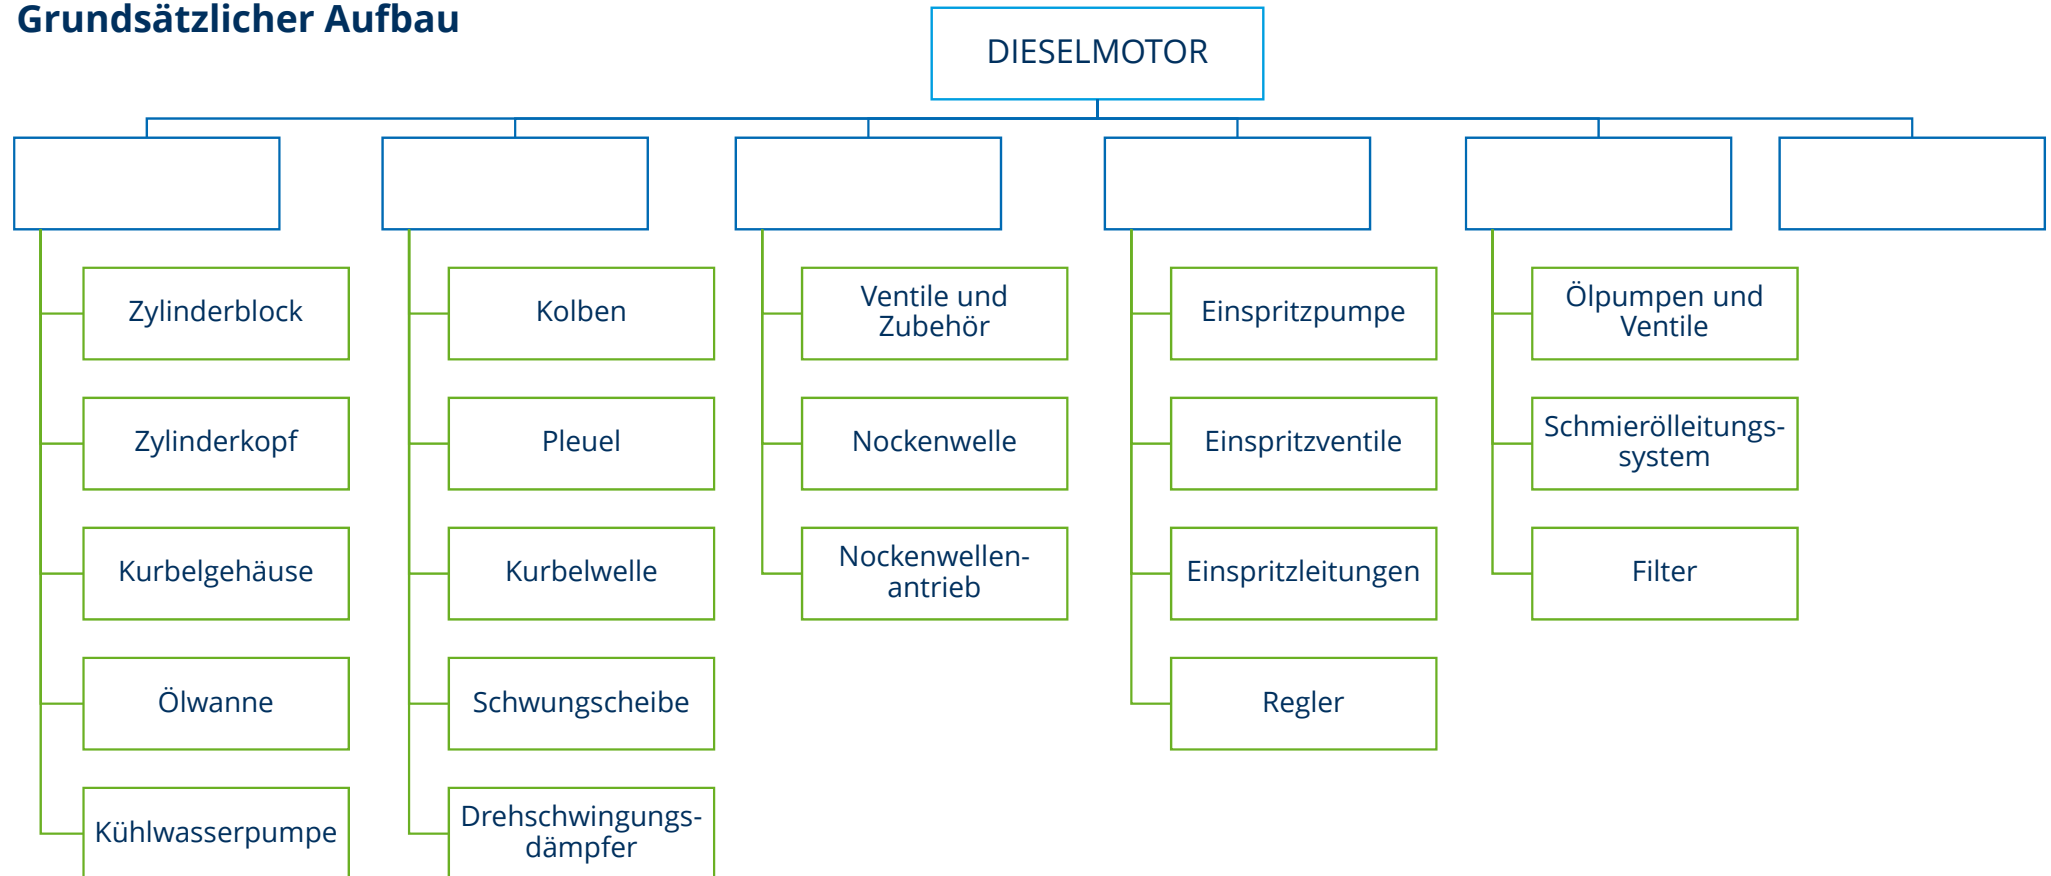 Grundsätzlicher Aufbau
DIESELMOTOR
Zylinderblock
Zylinderkopf
Kurbelgehäuse
Ölwanne
Kühlwasserpumpe
Kolben
Pleuel
Kurbelwelle
Schwungscheibe
Drehschwingungs-
dämpfer
Ventile und
Zubehör
Nockenwelle
Nockenwellen-
antrieb
Einspritzpumpe
Einspritzventile
Einspritzleitungen
Regler
Ölpumpen und
Ventile
Schmierölleitungs-
system
Filter